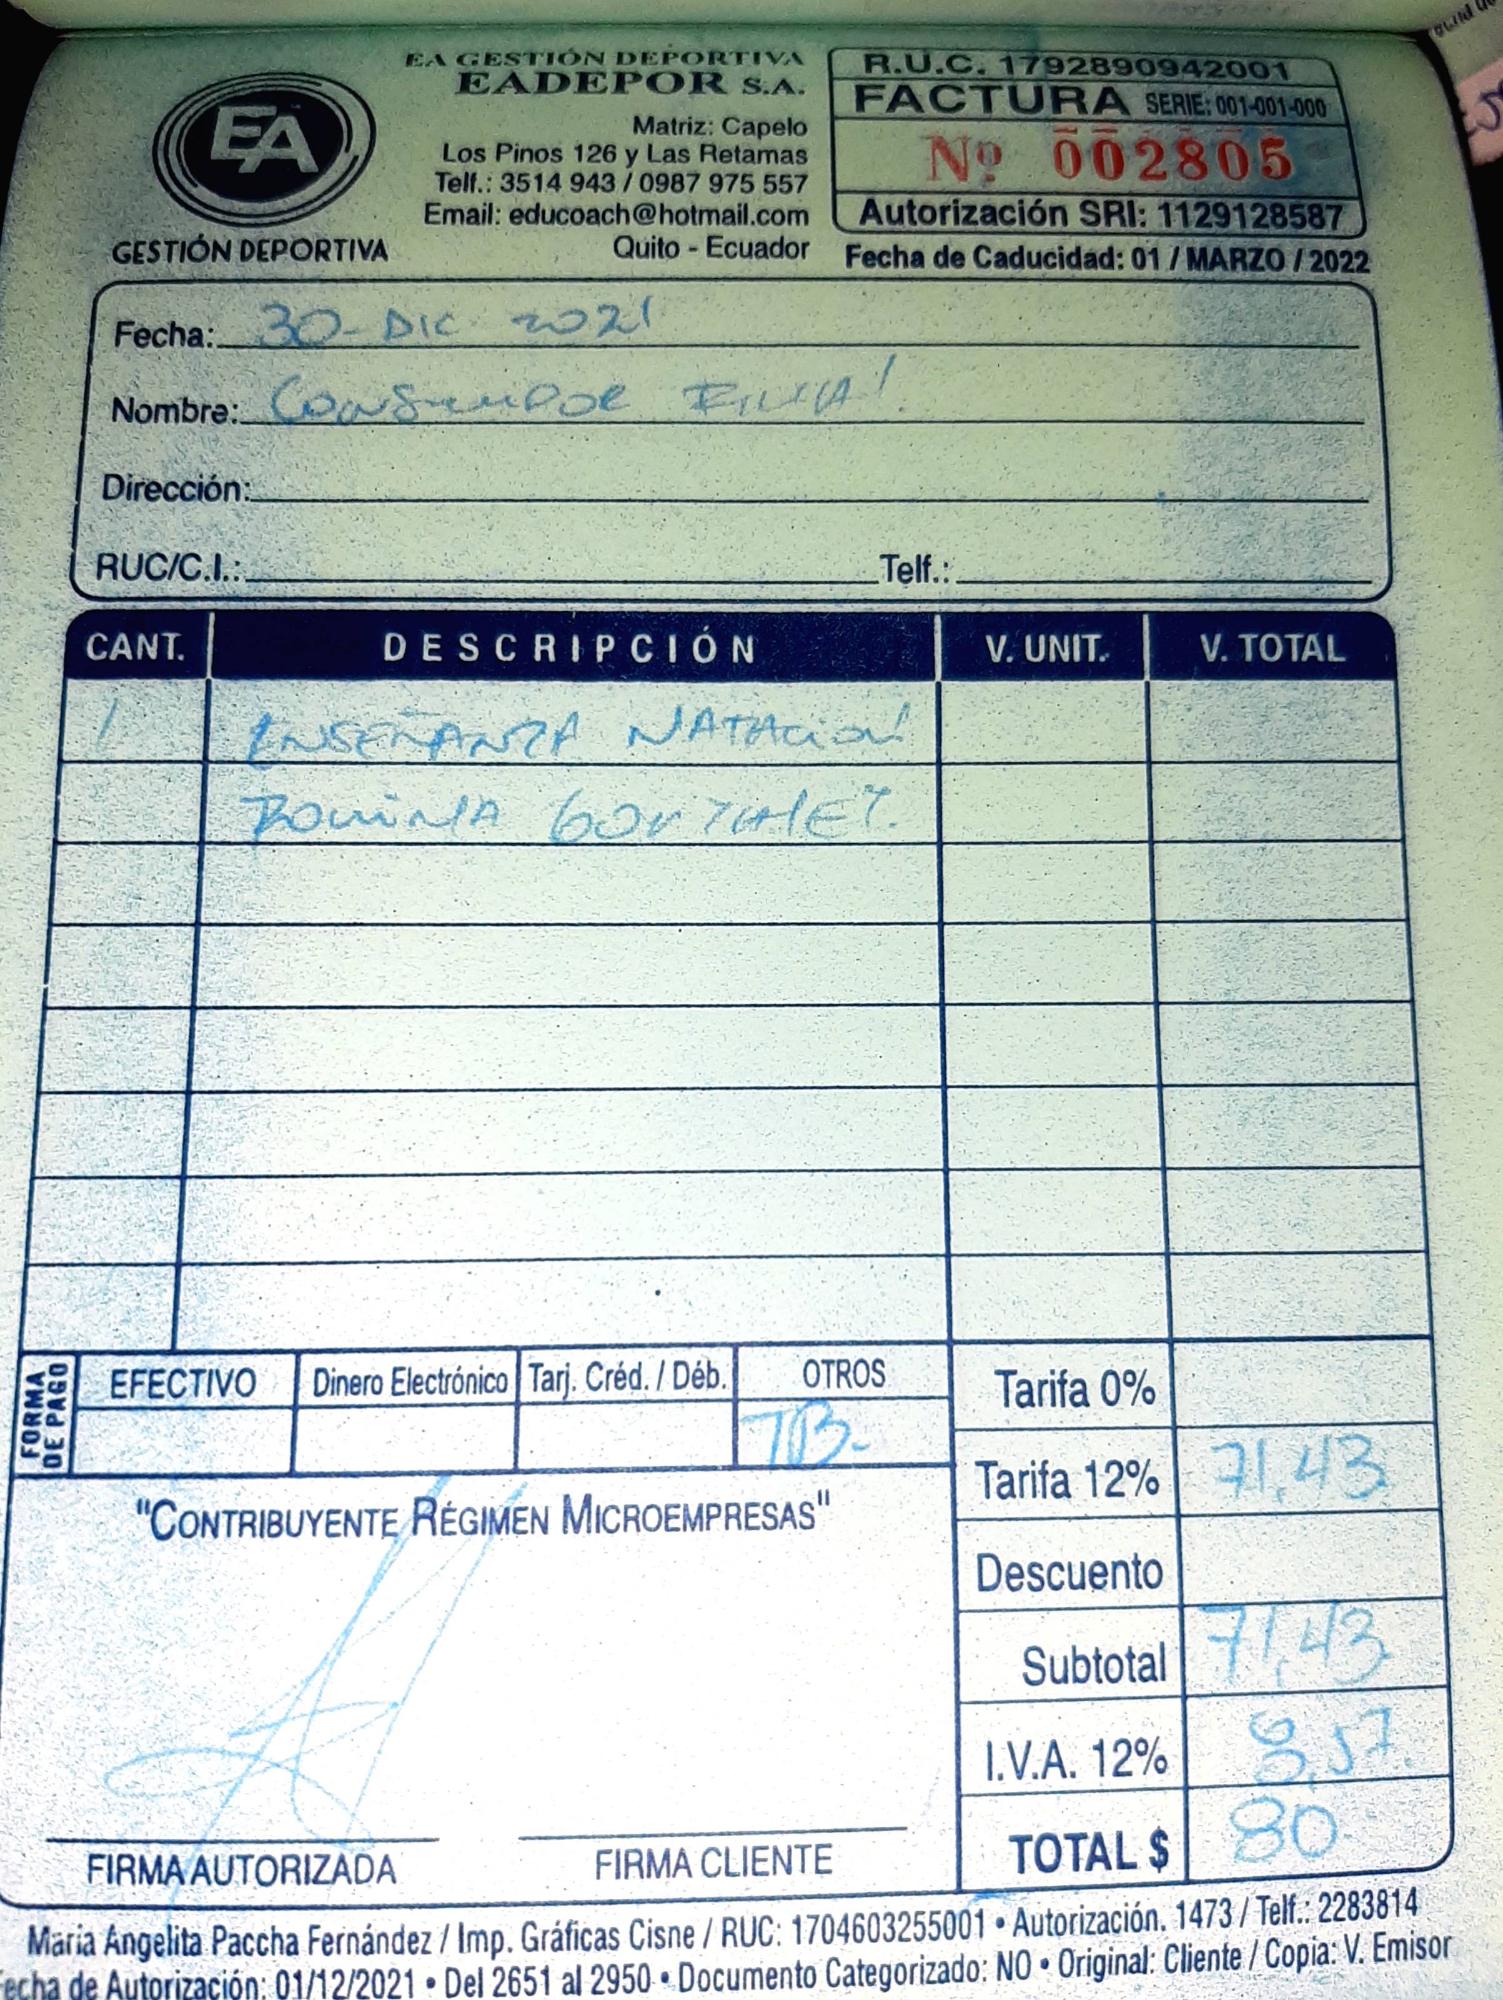 EA GESTIÓN DEPORTIVA
EADEPOR S.A.
EA
GESTIÓN DEPORTIVA
Matriz: Capelo
Los Pinos 126 y Las Retamas
Telf.: 3514 943 / 0987 975 557
Email: educoach@hotmail.com
Quito - Ecuador
R.U.C. 1792890942001
FACTURA SERIE: 001-001-000
Nº 002805
Autorización SRI: 1129128587
Fecha de Caducidad: 01 / MARZO / 2022
Fecha: 30-DIC 2021
Nombre: CONSUMIDOR FINAL
Dirección:
RUC/C.I.: Telf.:
CANT. DESCRIPCIÓN V. UNIT. V. TOTAL
1 ENSEÑANZA NATACION
ROMINA
FORMA DE PAGO
EFECTIVO Dinero Electrónico Tarj. Créd. / Déb. OTROS
TB.
Tarifa 0%
Tarifa 12% 71,43
Descuento
Subtotal 71,43
I.V.A. 12% 8,57
TOTAL $ 80
"CONTRIBUYENTE RÉGIMEN MICROEMPRESAS"
FIRMA AUTORIZADA FIRMA CLIENTE
Maria Angelita Paccha Fernández / Imp. Gráficas Cisne / RUC: 1704603255001 • Autorización. 1473 / Telf.: 2283814
echa de Autorización: 01/12/2021 • Del 2651 al 2950 • Documento Categorizado: NO • Original: Cliente / Copia: V. Emisor